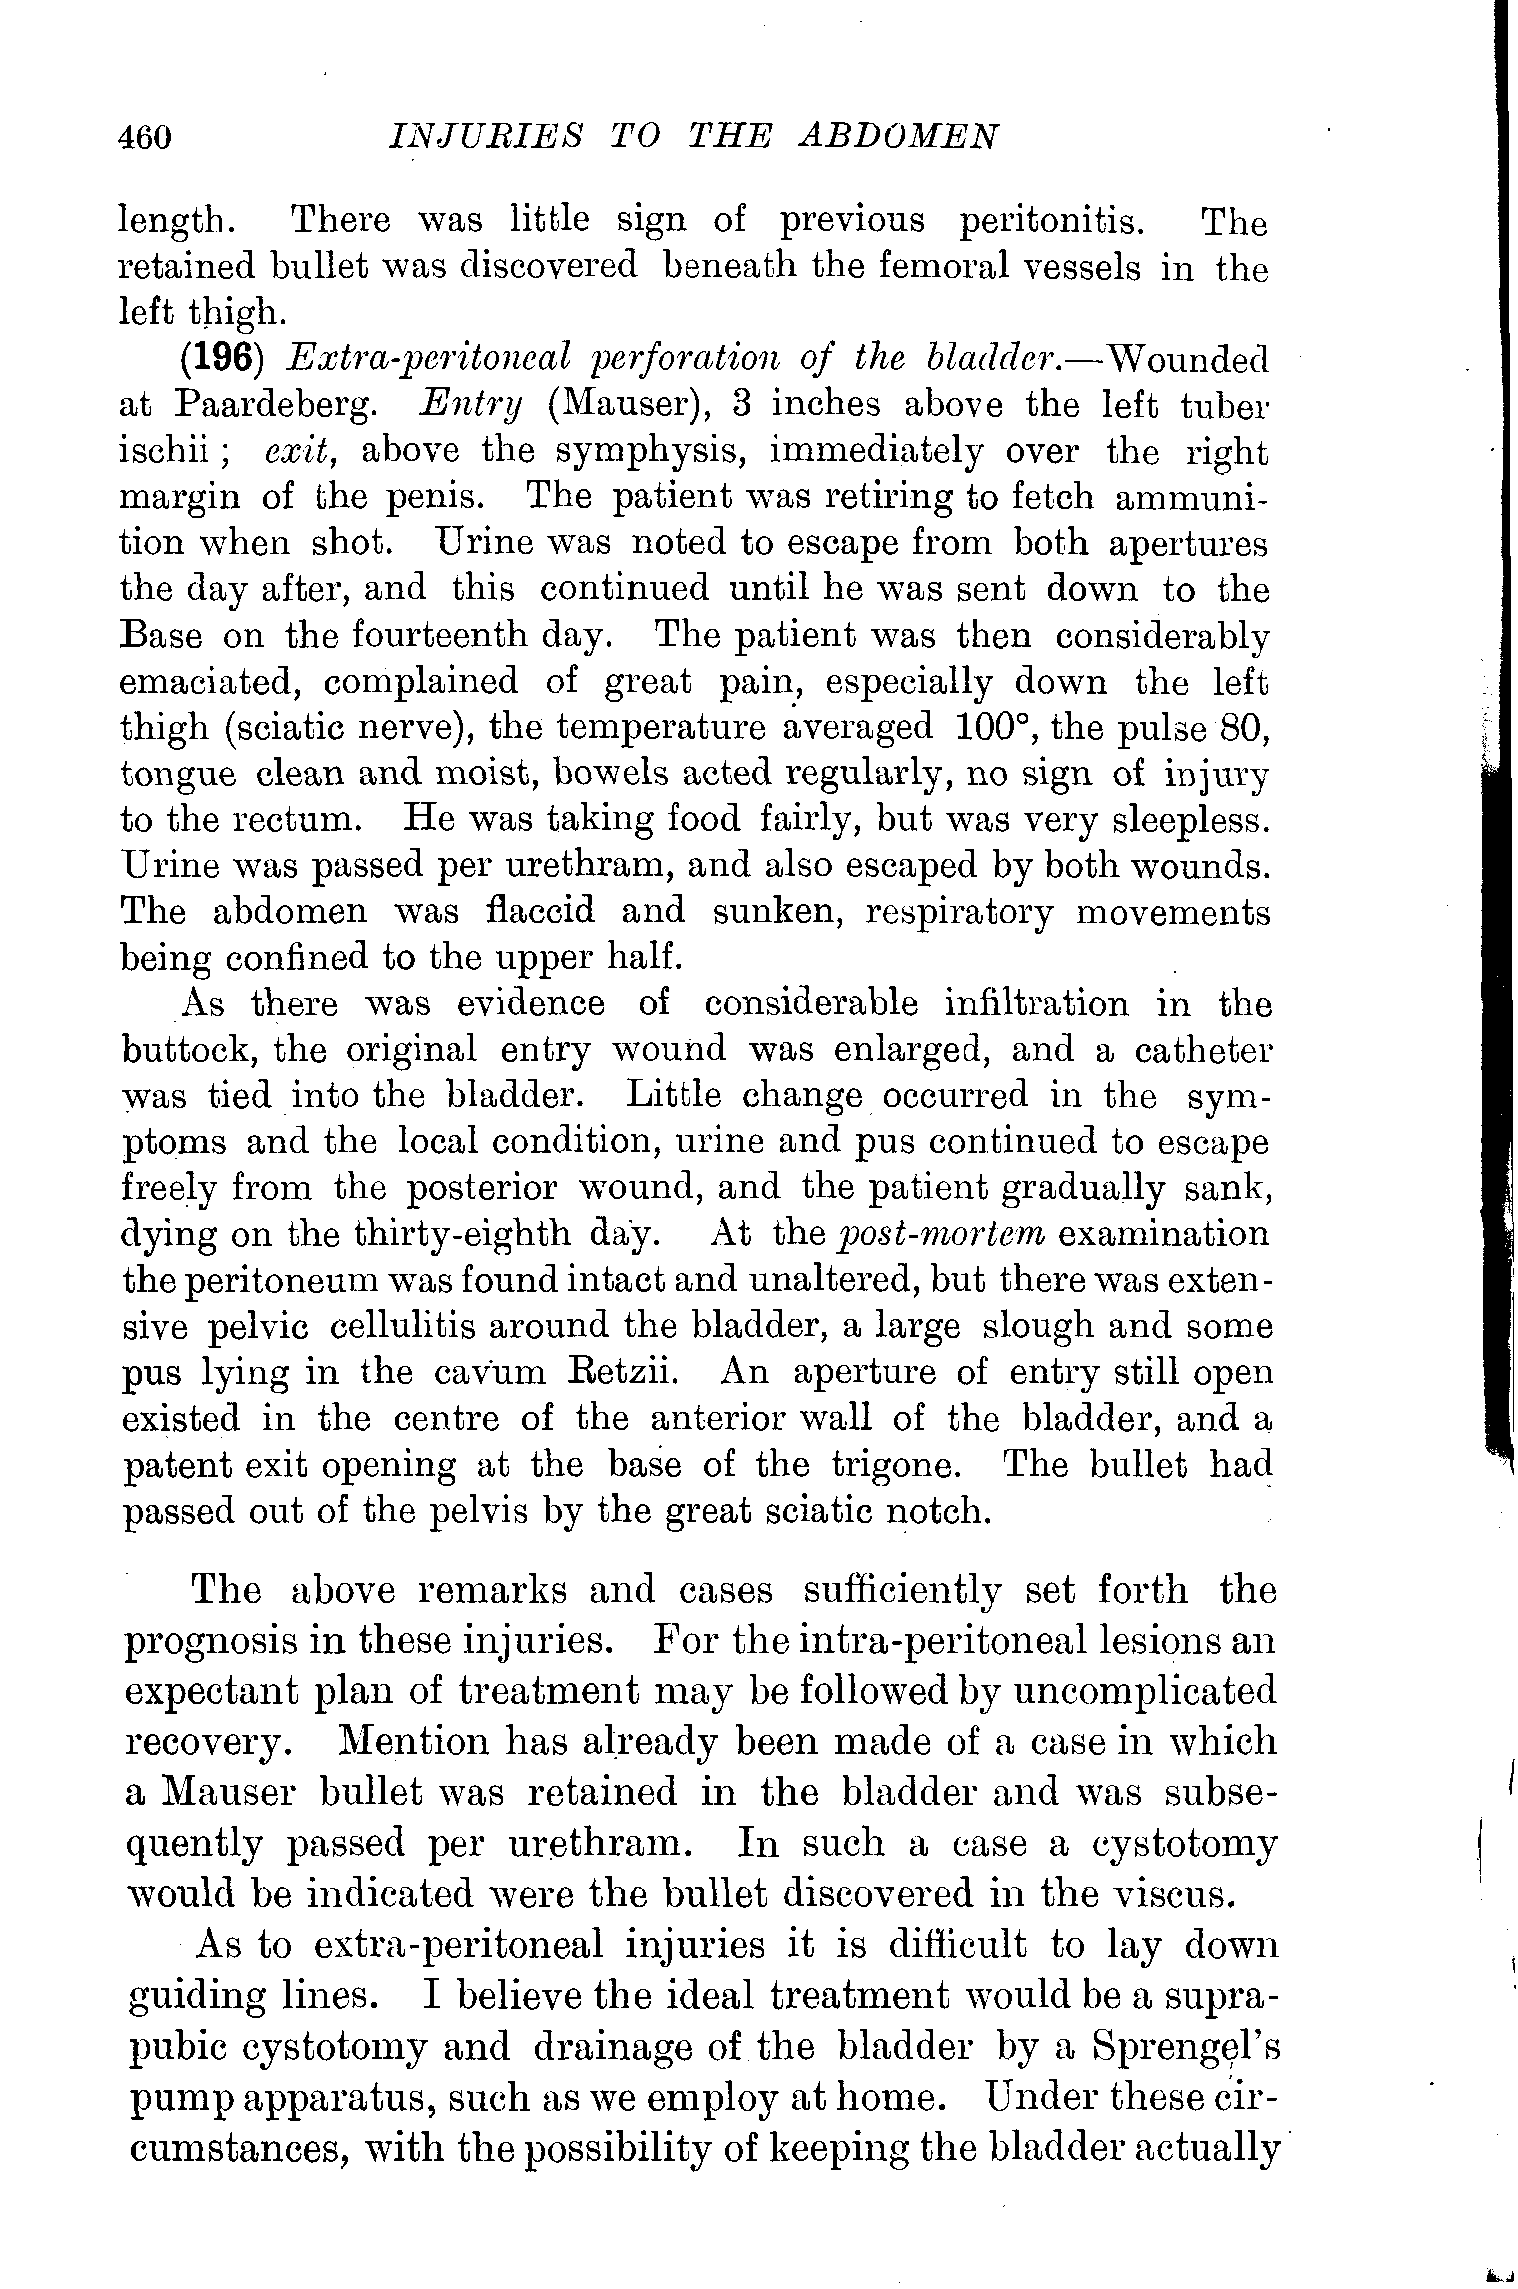 460 INJURIES TO THE ABDOMEN
length. There was little sign of previous peritonitis. The
retained bullet was discovered beneath the femoral vessels in the
left thigh.
(196) Extra-peritoneal perforation of the bladder.—Wounded
at Paardeberg. Entry (Mauser), 3 inches above the left tuber
ischii ; exit, above the symphysis, immediately over the right
margin of the penis. The patient was retiring to fetch ammuni-
tion when shot. Urine was noted to escape from both apertures
the day after, and this continued until he was sent down to the
Base on the fourteenth day. The patient was then considerably
emaciated, complained of great pain, especially down the left
thigh (sciatic nerve), the temperature averaged 100°, the pulse 80,
tongue clean and moist, bowels acted regularly, no sign of injury
to the rectum. He was taking food fairly, but was very sleepless.
Urine was passed per urethram, and also escaped by both wounds.
The abdomen was flaccid and sunken, respiratory movements
being confined to the upper half.
As there was evidence of considerable infiltration in the
buttock, the original entry wound was enlarged, and a catheter
was tied into the bladder. Little change occurred in the sym-
ptoms and the local condition, urine and pus continued to escape
freely from the posterior wound, and the patient gradually sank,
dying on the thirty-eighth day. At the post-mortem examination
the peritoneum was found intact and unaltered, but there was exten-
sive pelvic cellulitis around the bladder, a large slough and some
pus lying in the cavum Retzii. An aperture of entry still open
existed in the centre of the anterior wall of the bladder, and a
patent exit opening at the base of the trigone. The bullet had
passed out of the pelvis by the great sciatic notch.
The above remarks and cases sufficiently set forth the
prognosis in these injuries. For the intra-peritoneal lesions an
expectant plan of treatment may be followed by uncomplicated
recovery. Mention has already been made of a case in which
a Mauser bullet was retained in the bladder and was subse-
quently passed per urethram. In such a case a cystotomy
would be indicated were the bullet discovered in the viscus.
As to extra-peritoneal injuries it is difficult to lay down
guiding lines. I believe the ideal treatment would be a supra-
pubic cystotomy and drainage of the bladder by a Sprengel's
pump apparatus, such as we employ at home. Under these cir-
cumstances, with the possibility of keeping the bladder actually